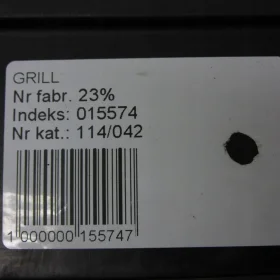 GRILL
Nr fabr. 23%
Indeks: 015574
Nr kat.: 114/042
1 000000 155747